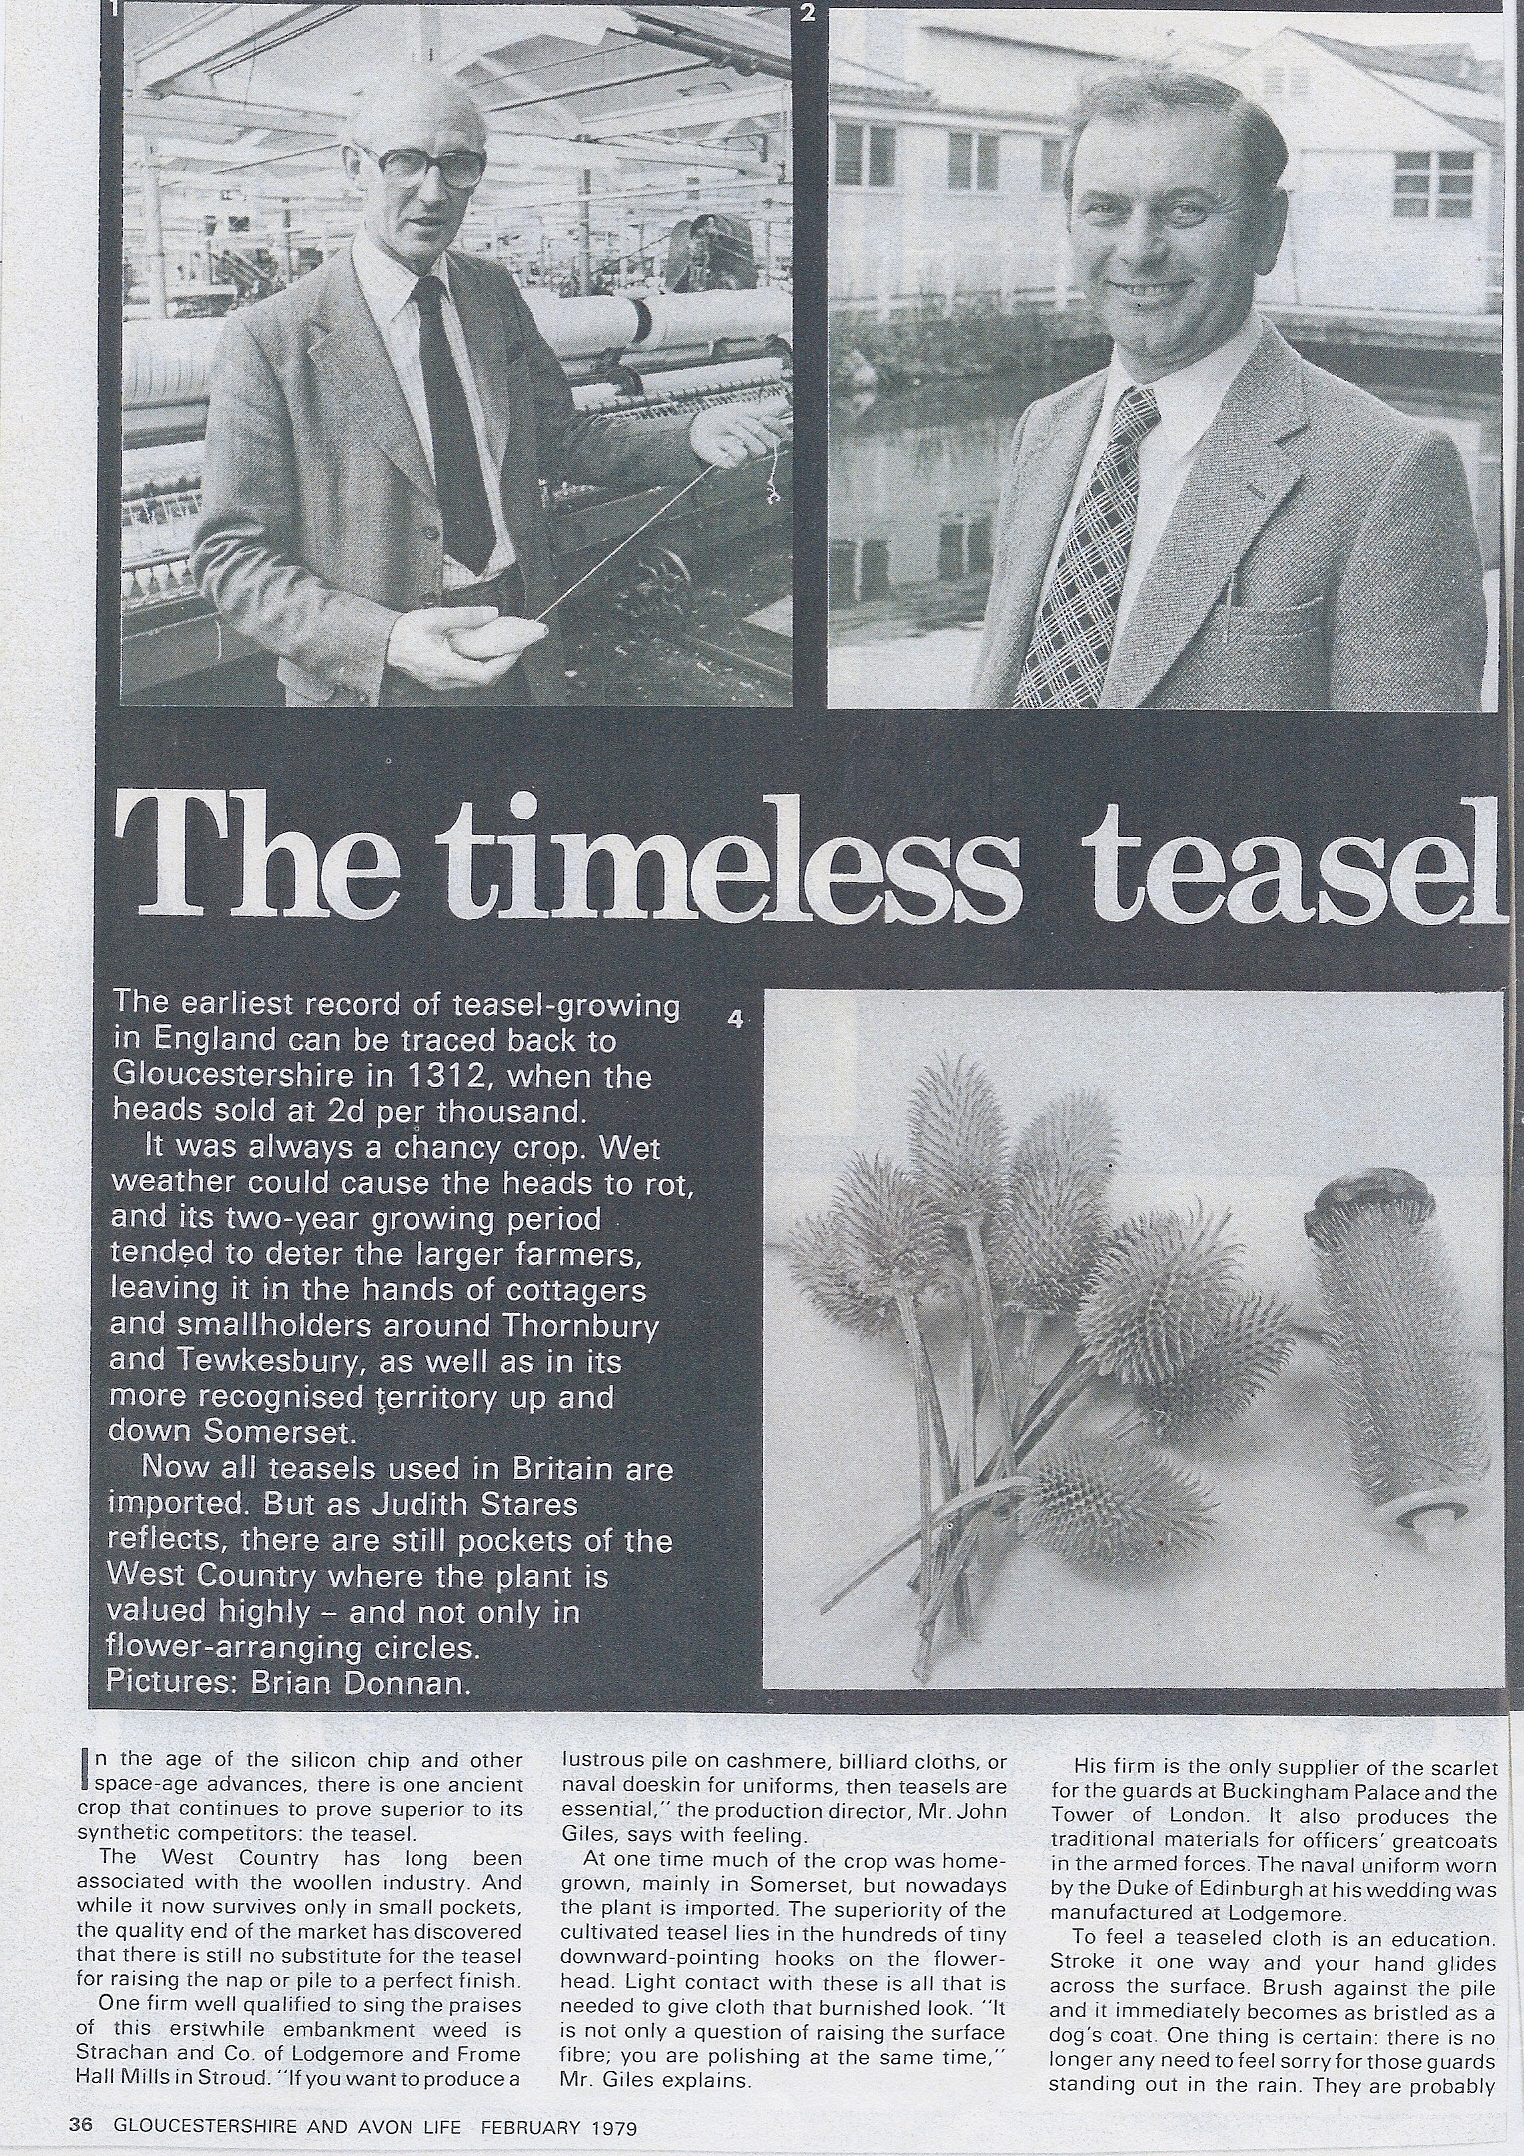 1
2
The timeless teasel
The earliest record of teasel-growing
in England can be traced back to
Gloucestershire in 1312, when the
heads sold at 2d per thousand.
It was always a chancy crop. Wet
weather could cause the heads to rot,
and its two-year growing period
tended to deter the larger farmers,
leaving it in the hands of cottagers
and smallholders around Thornbury
and Tewkesbury, as well as in its
more recognised territory up and
down Somerset.
Now all teasels used in Britain are
imported. But as Judith Stares
reflects, there are still pockets of the
West Country where the plant is
valued highly – and not only in
flower-arranging circles.
Pictures: Brian Donnan.
4
In the age of the silicon chip and other
space-age advances, there is one ancient
crop that continues to prove superior to its
synthetic competitors: the teasel.
The West Country has long been
associated with the woollen industry. And
while it now survives only in small pockets,
the quality end of the market has discovered
that there is still no substitute for the teasel
for raising the nap or pile to a perfect finish.
One firm well qualified to sing the praises
of this erstwhile embankment weed is
Strachan and Co. of Lodgemore and Frome
Hall Mills in Stroud. "If you want to produce a
lustrous pile on cashmere, billiard cloths, or
naval doeskin for uniforms, then teasels are
essential," the production director, Mr. John
Giles, says with feeling.
At one time much of the crop was home-
grown, mainly in Somerset, but nowadays
the plant is imported. The superiority of the
cultivated teasel lies in the hundreds of tiny
downward-pointing hooks on the flower-
head. Light contact with these is all that is
needed to give cloth that burnished look. "It
is not only a question of raising the surface
fibre; you are polishing at the same time,"
Mr. Giles explains.
His firm is the only supplier of the scarlet
for the guards at Buckingham Palace and the
Tower of London. It also produces the
traditional materials for officers' greatcoats
in the armed forces. The naval uniform worn
by the Duke of Edinburgh at his wedding was
manufactured at Lodgemore.
To feel a teaseled cloth is an education.
Stroke it one way and your hand glides
across the surface. Brush against the pile
and it immediately becomes as bristled as a
dog's coat. One thing is certain: there is no
longer any need to feel sorry for those guards
standing out in the rain. They are probably
36 GLOUCESTERSHIRE AND AVON LIFE FEBRUARY 1979